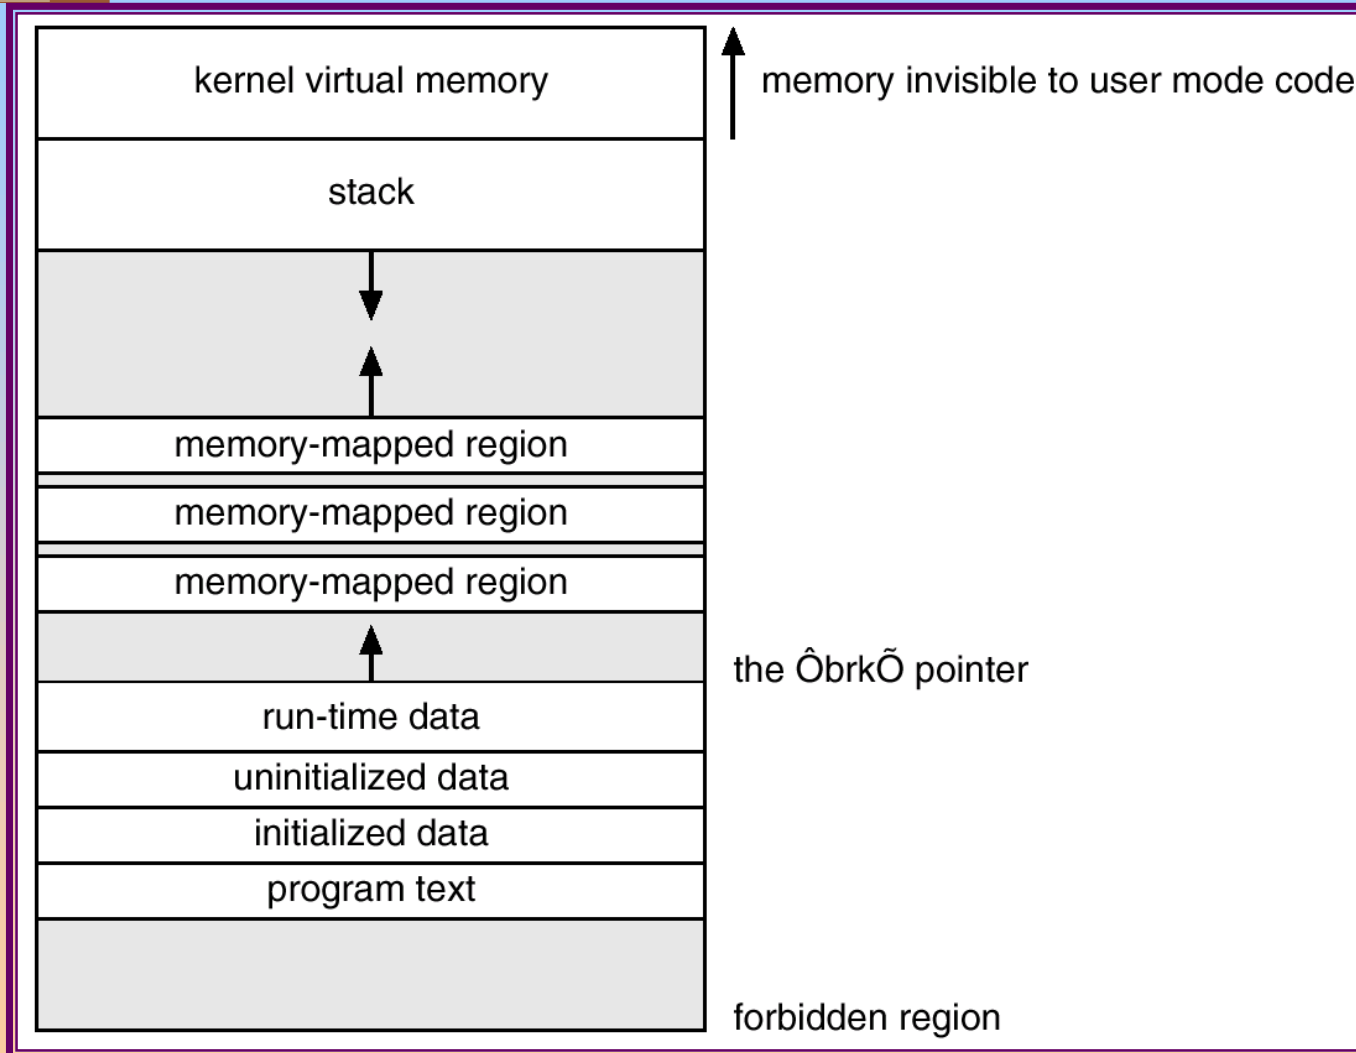 kernel virtual memory
memory invisible to user mode code
stack
memory-mapped region
memory-mapped region
memory-mapped region
the ÔbrkÕ pointer
run-time data
uninitialized data
initialized data
program text
forbidden region